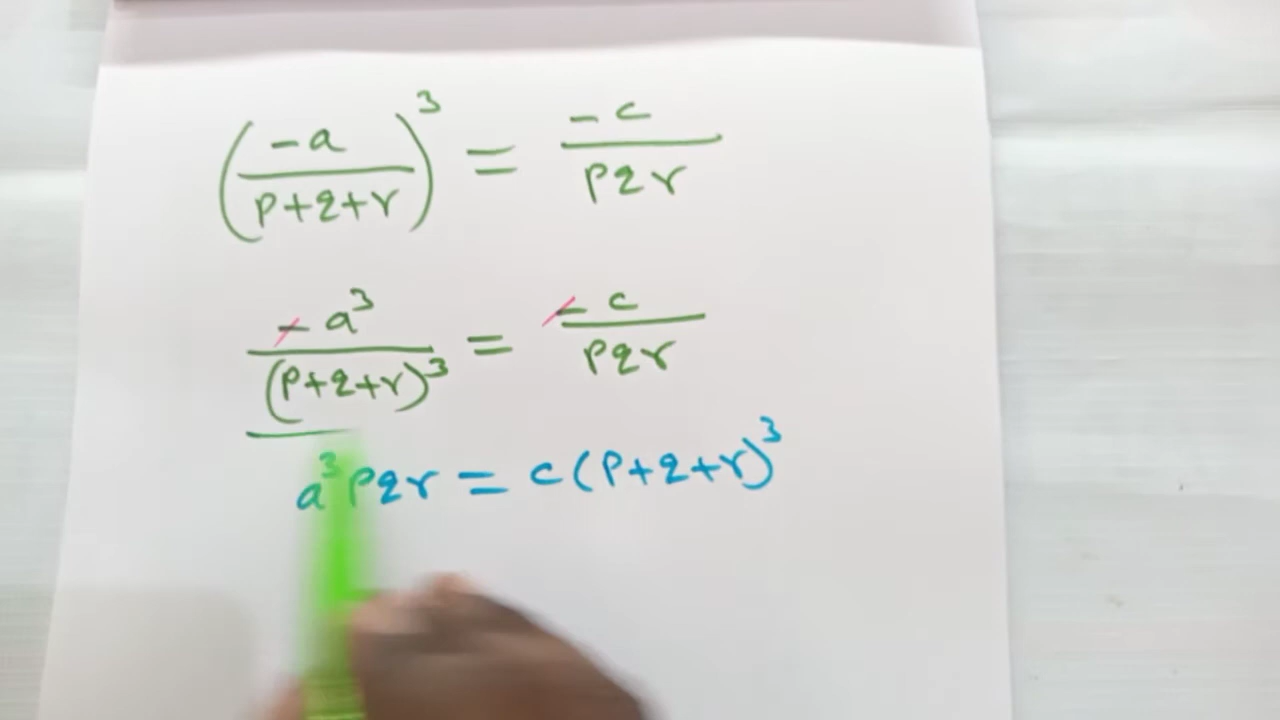 (-a/(p+q+r))³ = -c/pqr
-a³/(p+q+r)³ = -c/pqr
a³pqr = c(p+q+r)³